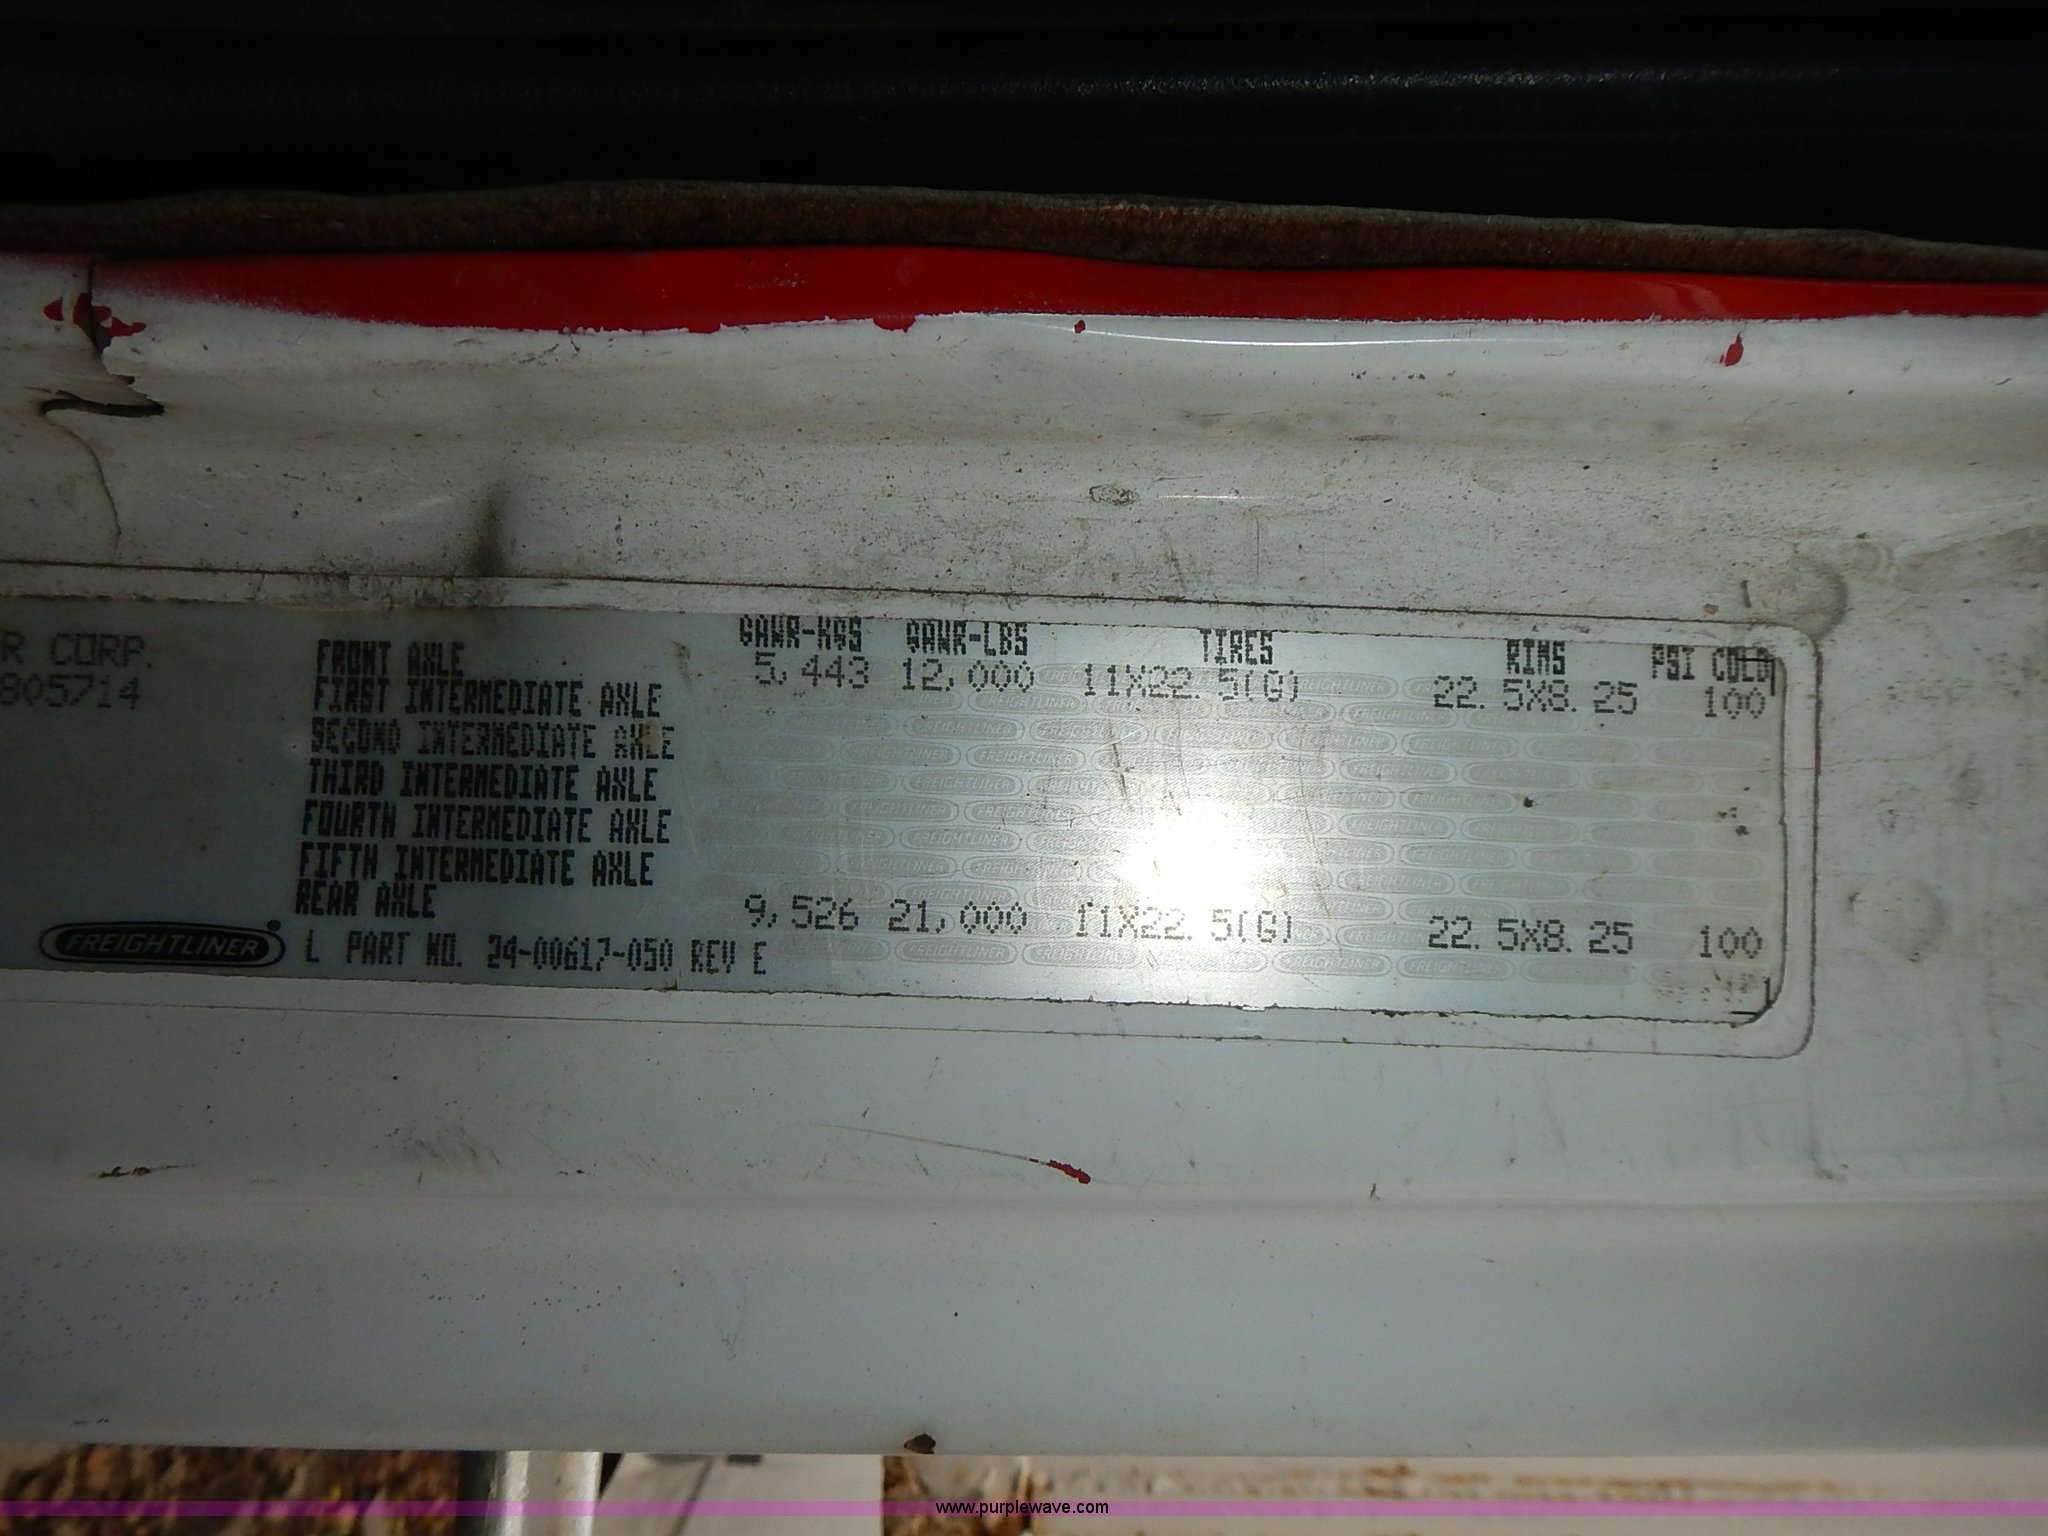 R CORP.
805714
GAWR-KGS GAWR-LBS TIRES RIMS PSI COLD
FRONT AXLE 5,443 12,000 11X22.5(G) 22.5X8.25 100
FIRST INTERMEDIATE AXLE
SECOND INTERMEDIATE AXLE
THIRD INTERMEDIATE AXLE
FOURTH INTERMEDIATE AXLE
FIFTH INTERMEDIATE AXLE
REAR AXLE 9,526 21,000 11X22.5(G) 22.5X8.25 100
FREIGHTLINER® L PART NO. 24-00617-050 REV E
www.purplewave.com